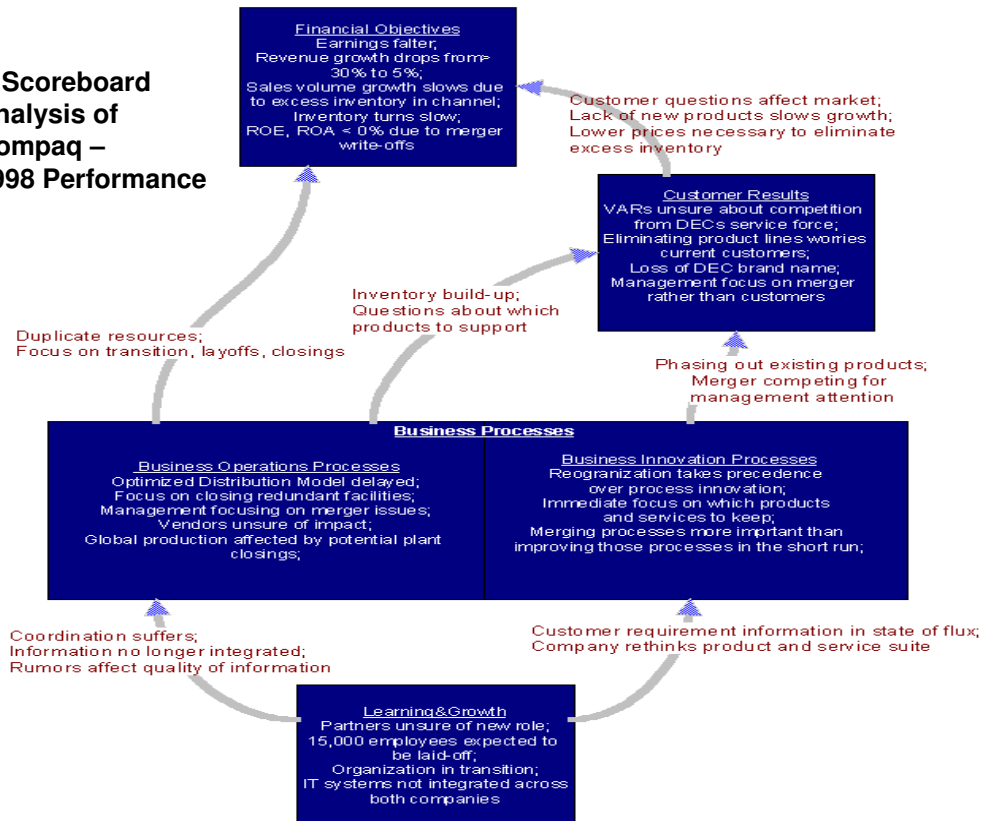 Scoreboard
nalysis of
ompaq –
998 Performance
Financial Objectives
Earnings falter;
Revenue growth drops from>
30% to 5%;
Sales volume growth slows due
to excess inventory in channel;
Inventory turns slow;
ROE, ROA < 0% due to merger
write-offs
Customer questions affect market;
Lack of new products slows growth;
Lower prices necessary to eliminate
excess inventory
Customer Results
VARs unsure about competition
from DECs service force;
Eliminating product lines worries
current customers;
Loss of DEC brand name;
Management focus on merger
rather than customers
Inventory build-up;
Questions about which
products to support
Duplicate resources;
Focus on transition, layoffs, closings
Phasing out existing products;
Merger competing for
management attention
Business Processes
Business Operations Processes
Optimized Distribution Model delayed;
Focus on closing redundant facilities;
Management focusing on merger issues;
Vendors unsure of impact;
Global production affected by potential plant
closings;
Business Innovation Processes
Reogranization takes precedence
over process innovation;
Immediate focus on which products
and services to keep;
Merging processes more imprtant than
improving those processes in the short run;
Coordination suffers;
Information no longer integrated;
Rumors affect quality of information
Customer requirement information in state of flux;
Company rethinks product and service suite
Learning&Growth
Partners unsure of new role;
15,000 employees expected to
be laid-off;
Organization in transition;
IT systems not integrated across
both companies